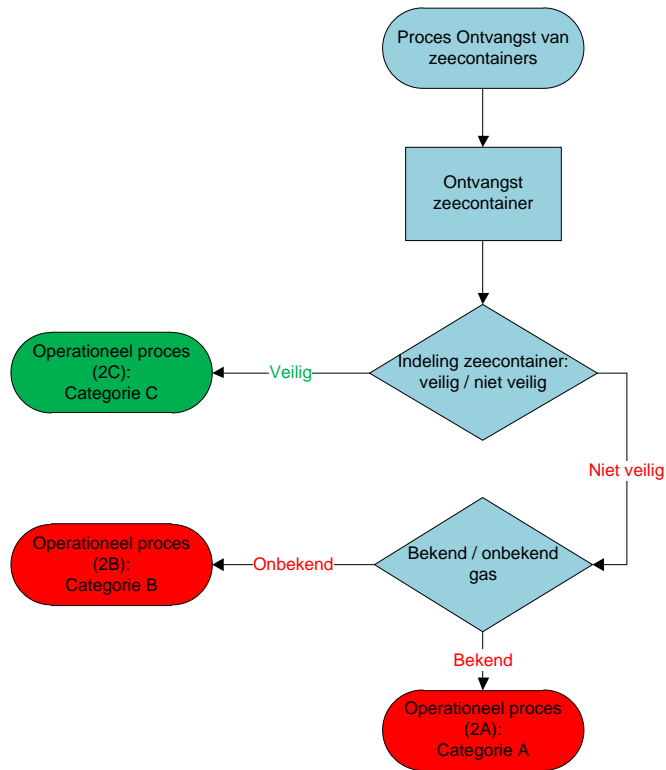 Proces Ontvangst van
zeecontainers
Ontvangst
zeecontainer
Indeling zeecontainer:
veilig / niet veilig
Veilig
Operationeel proces
(2C):
Categorie C
Niet veilig
Bekend / onbekend
gas
Onbekend
Operationeel proces
(2B):
Categorie B
Bekend
Operationeel proces
(2A):
Categorie A